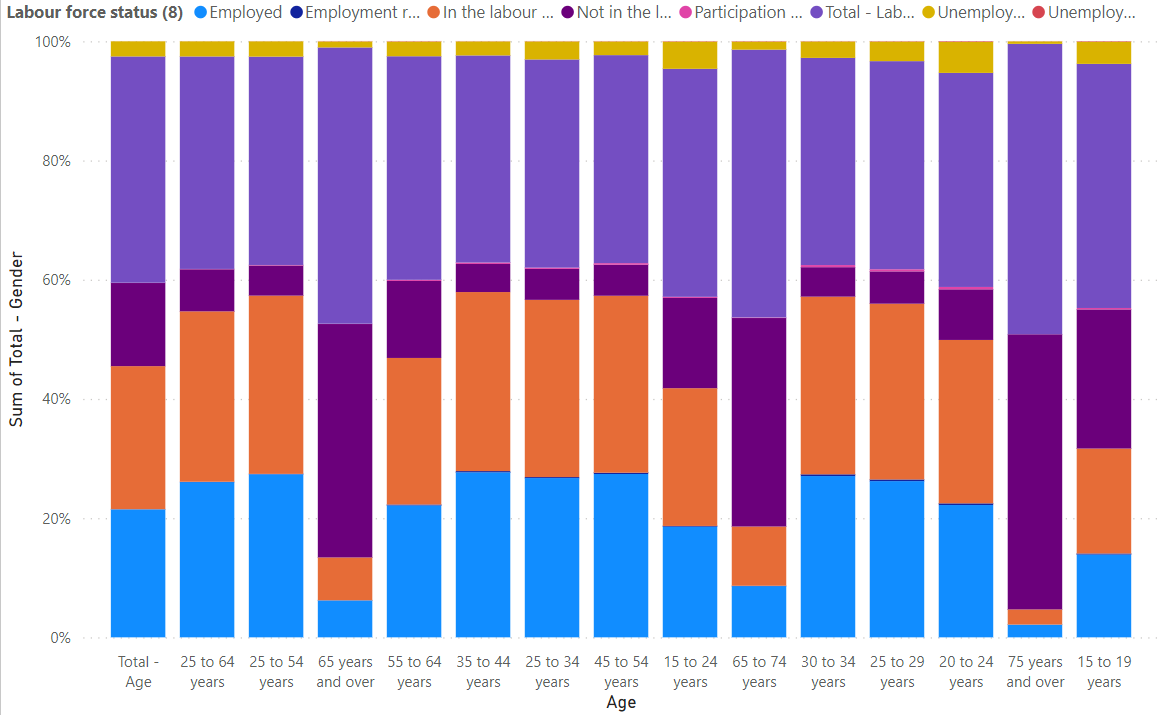 Labour force status (8) Employed Employment r... In the labour ... Not in the l... Participation ... Total - Lab... Unemploy... Unemploy...
100%
80%
60%
40%
20%
0%
Sum of Total - Gender
Total - Age
25 to 64 years
25 to 54 years
65 years and over
55 to 64 years
35 to 44 years
25 to 34 years
45 to 54 years
15 to 24 years
65 to 74 years
30 to 34 years
25 to 29 years
20 to 24 years
75 years and over
15 to 19 years
Age